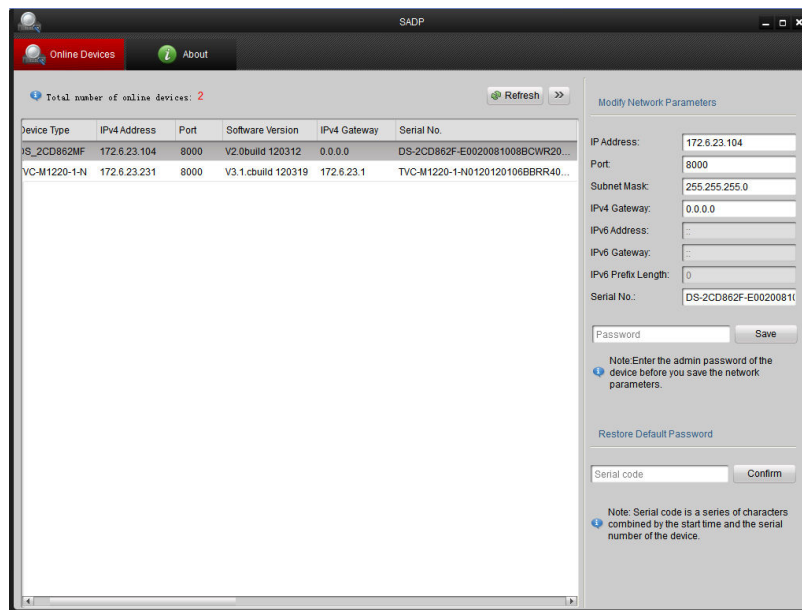 SADP
Online Devices
About
Total number of online devices: 2
Refresh
Device Type IPv4 Address Port Software Version IPv4 Gateway Serial No.
DS_2CD862MF 172.6.23.104 8000 V2.0build 120312 0.0.0.0 DS-2CD862F-E0020081008BCWR20...
VC-M1220-1-N 172.6.23.231 8000 V3.1.cbuild 120319 172.6.23.1 TVC-M1220-1-N0120120106BBRR40...
Modify Network Parameters
IP Address: 172.6.23.104
Port: 8000
Subnet Mask: 255.255.255.0
IPv4 Gateway: 0.0.0.0
IPv6 Address: ::
IPv6 Gateway: ::
IPv6 Prefix Length: 0
Serial No.: DS-2CD862F-E0020081(
Password Save
Note:Enter the admin password of the
device before you save the network
parameters.
Restore Default Password
Serial code Confirm
Note: Serial code is a series of characters
combined by the start time and the serial
number of the device.